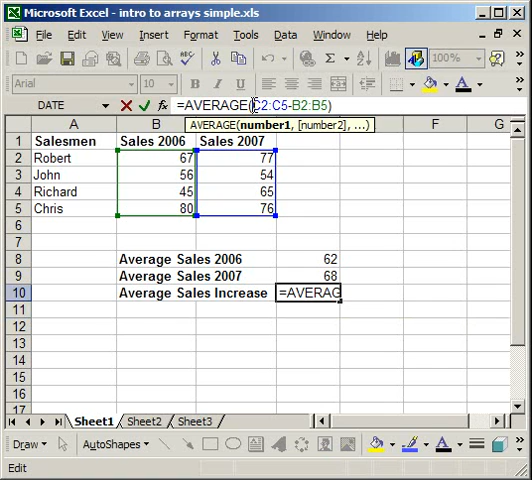 Microsoft Excel - intro to arrays simple.xls
File Edit View Insert Format Tools Data Window Help
100%
Arial 10 B I U
DATE =AVERAGE(C2:C5-B2:B5)
AVERAGE(number1, [number2], ...)
A B F G
1 Salesmen Sales 2006 Sales 2007
2 Robert 67 77
3 John 56 54
4 Richard 45 65
5 Chris 80 76
6
7
8 Average Sales 2006 62
9 Average Sales 2007 68
10 Average Sales Increase =AVERAG
11
12
13
14
15
16
17
Sheet1 Sheet2 Sheet3
Draw AutoShapes
Edit